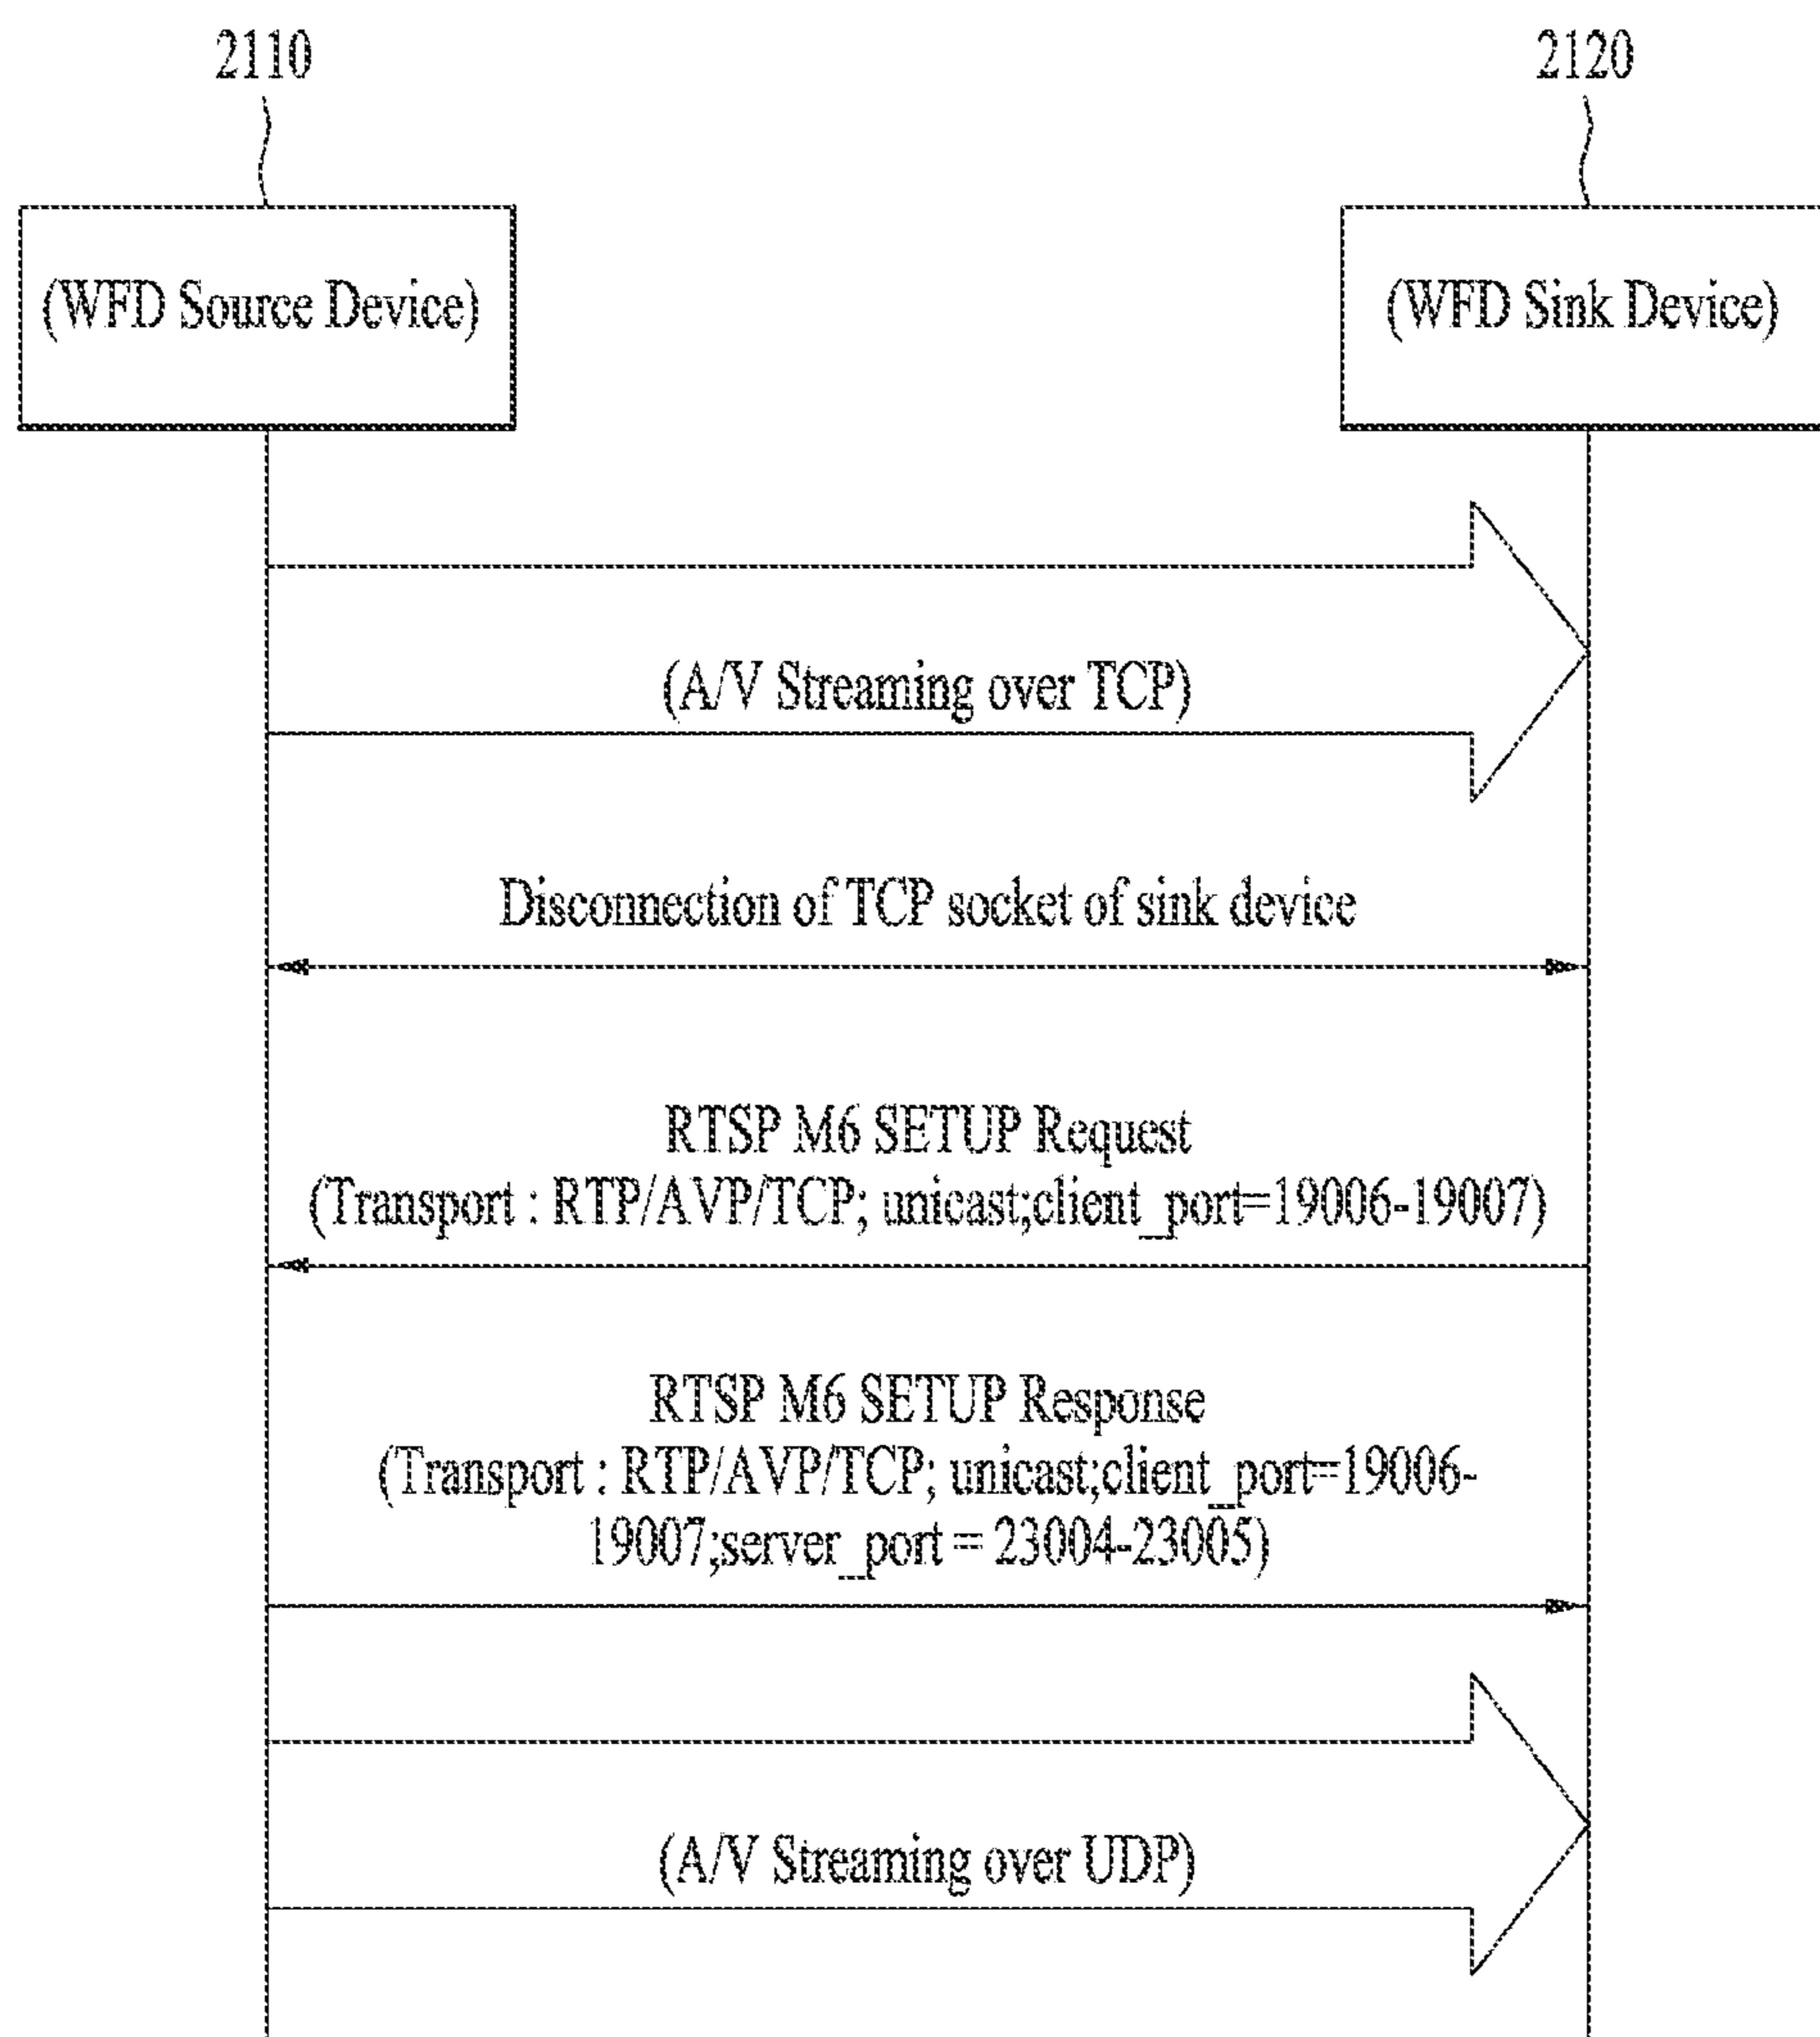 2110
2120
(WFD Source Device)
(WFD Sink Device)
(A/V Streaming over TCP)
Disconnection of TCP socket of sink device
RTSP M6 SETUP Request
(Transport : RTP/AVP/TCP; unicast;client_port=19006-19007)
RTSP M6 SETUP Response
(Transport : RTP/AVP/TCP; unicast;client_port=19006-
19007;server_port = 23004-23005)
(A/V Streaming over UDP)